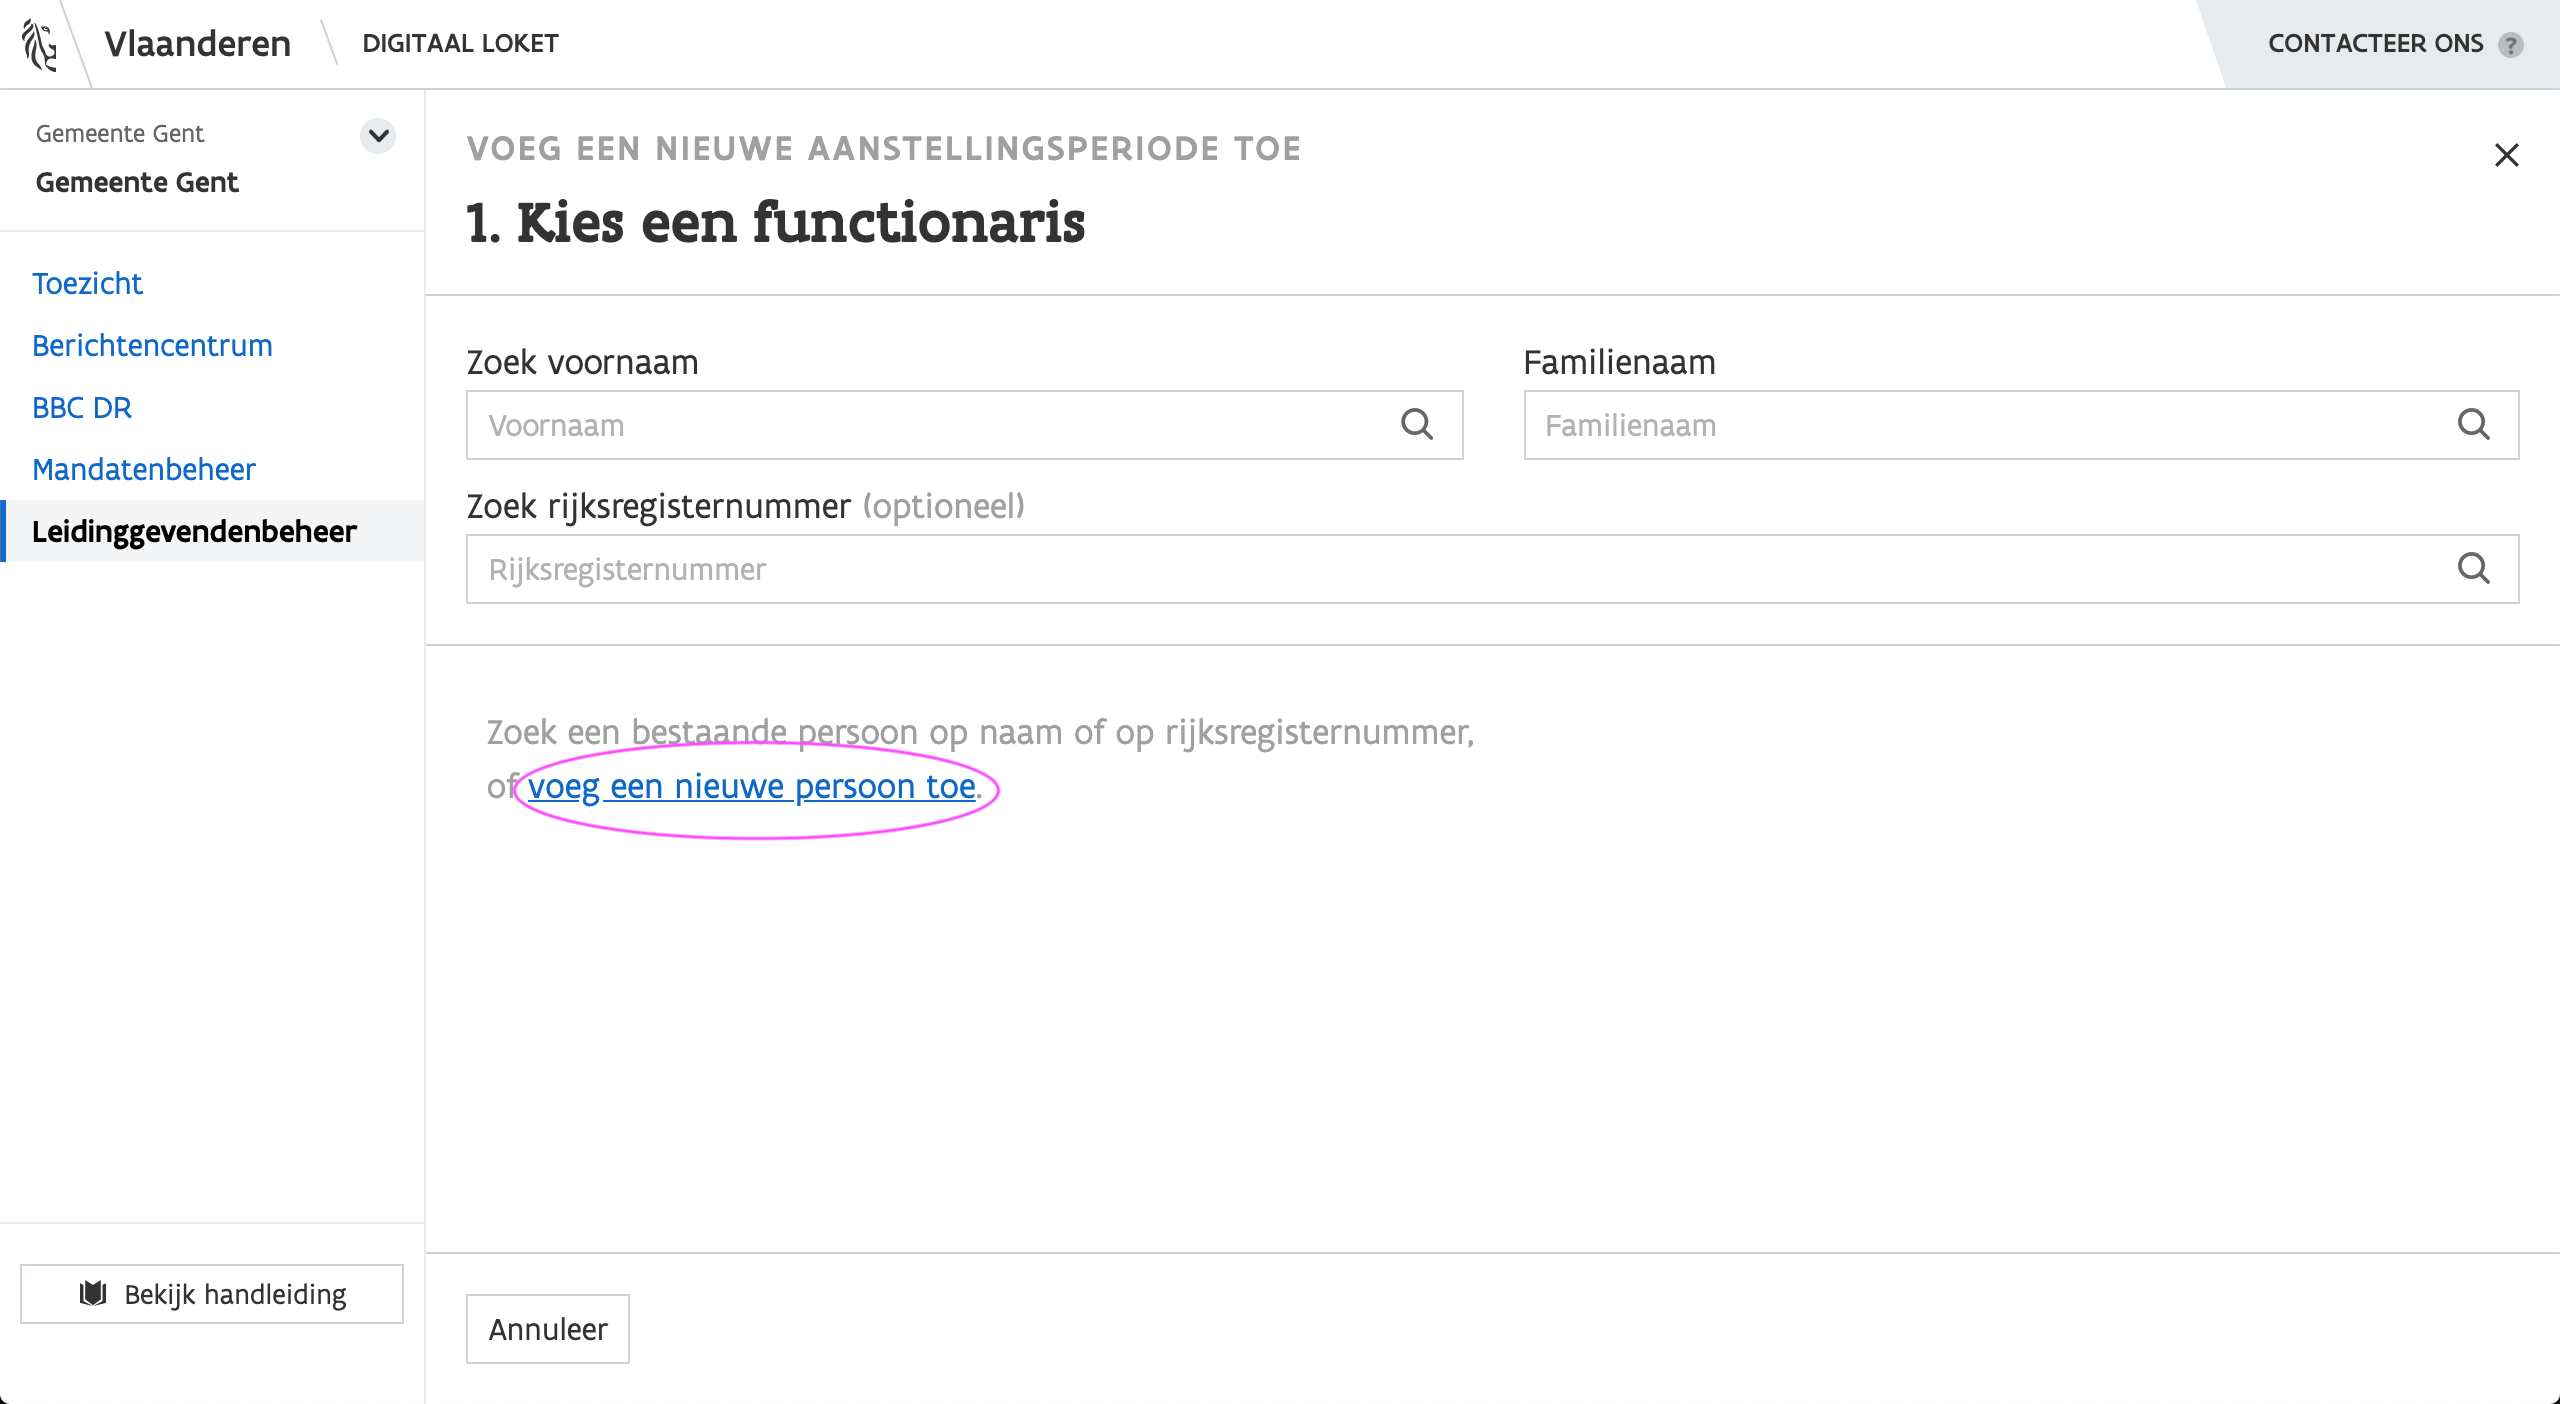 Vlaanderen
DIGITAAL LOKET
CONTACTEER ONS ?
Gemeente Gent
Gemeente Gent
Toezicht
Berichtencentrum
BBC DR
Mandatenbeheer
Leidinggevendenbeheer
Bekijk handleiding
VOEG EEN NIEUWE AANSTELLINGSPERIODE TOE
1. Kies een functionaris
Zoek voornaam
Voornaam
Familienaam
Familienaam
Zoek rijksregisternummer (optioneel)
Rijksregisternummer
Zoek een bestaande persoon op naam of op rijksregisternummer,
of voeg een nieuwe persoon toe.
Annuleer